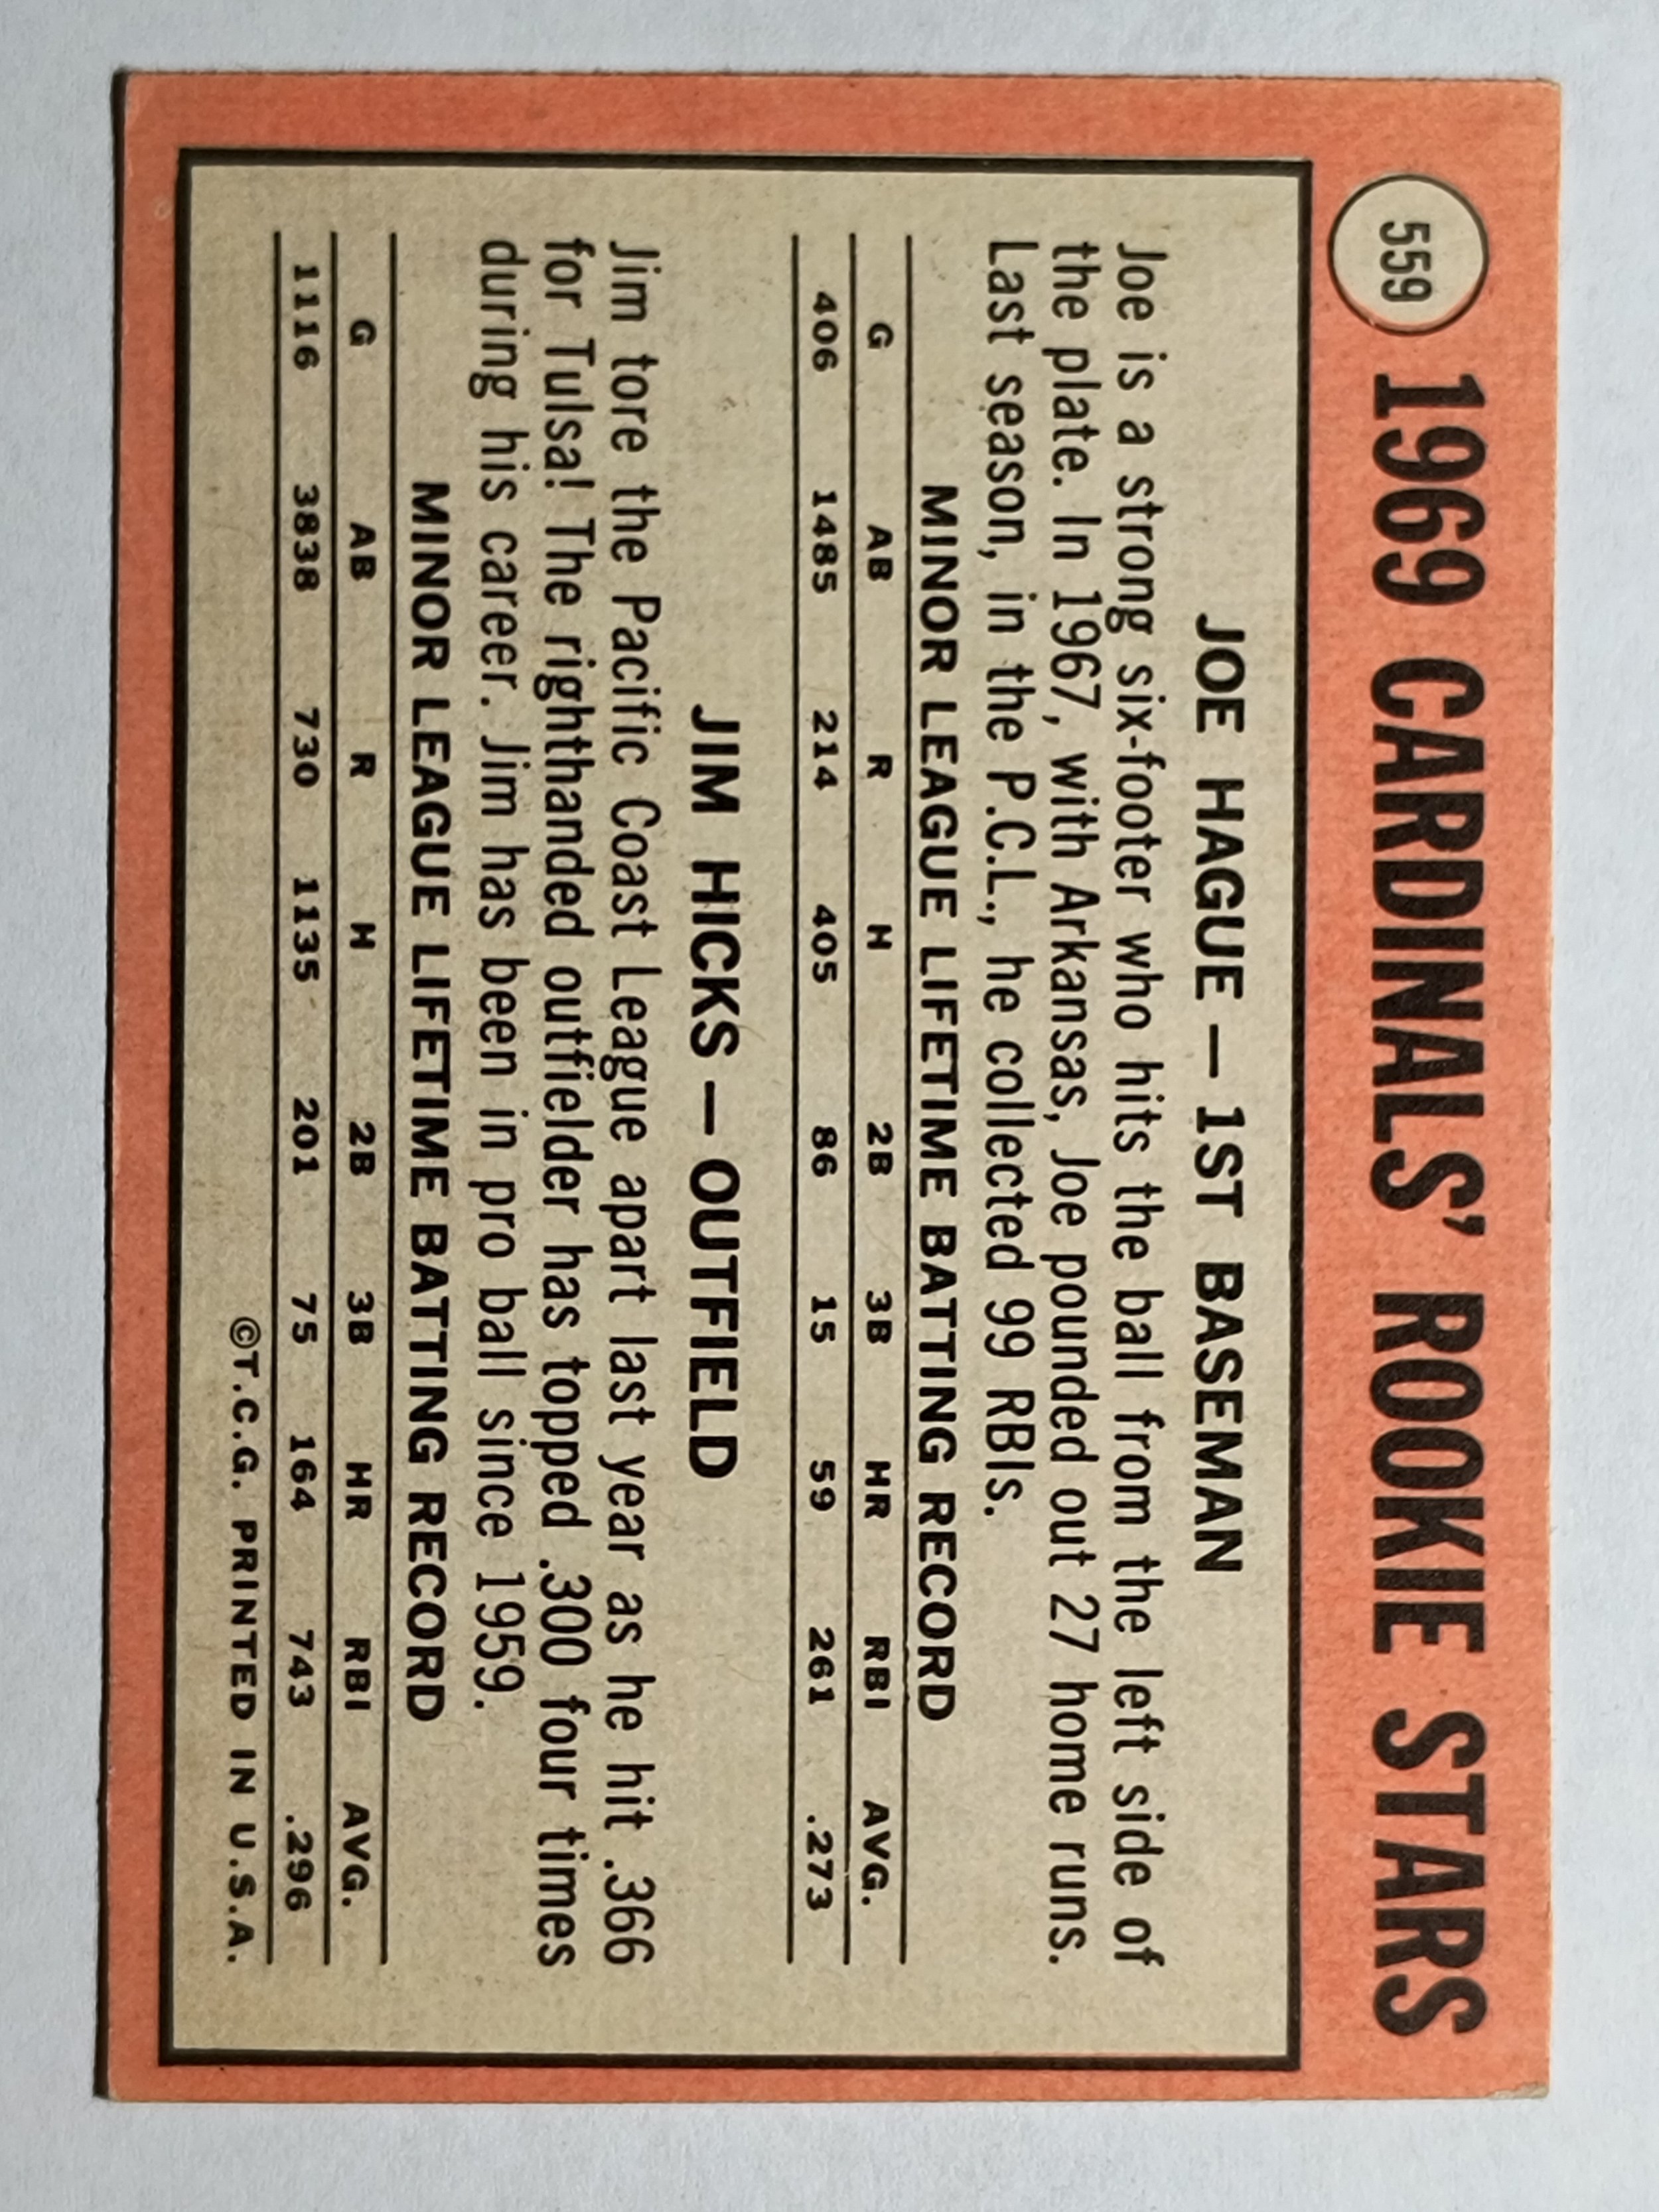 559 1969 CARDINALS' ROOKIE STARS
JOE HAGUE — 1ST BASEMAN
Joe is a strong six-footer who hits the ball from the left side of
the plate. In 1967, with Arkansas, Joe pounded out 27 home runs.
Last season, in the P.C.L., he collected 99 RBIs.
MINOR LEAGUE LIFETIME BATTING RECORD
G AB R H 2B 3B HR RBI AVG.
406 1485 214 405 86 15 59 261 .273
JIM HICKS — OUTFIELD
Jim tore the Pacific Coast League apart last year as he hit .366
for Tulsa! The righthanded outfielder has topped .300 four times
during his career. Jim has been in pro ball since 1959.
MINOR LEAGUE LIFETIME BATTING RECORD
G AB R H 2B 3B HR RBI AVG.
1116 3838 730 1135 201 75 164 743 .296
©T.C.G. PRINTED IN U.S.A.